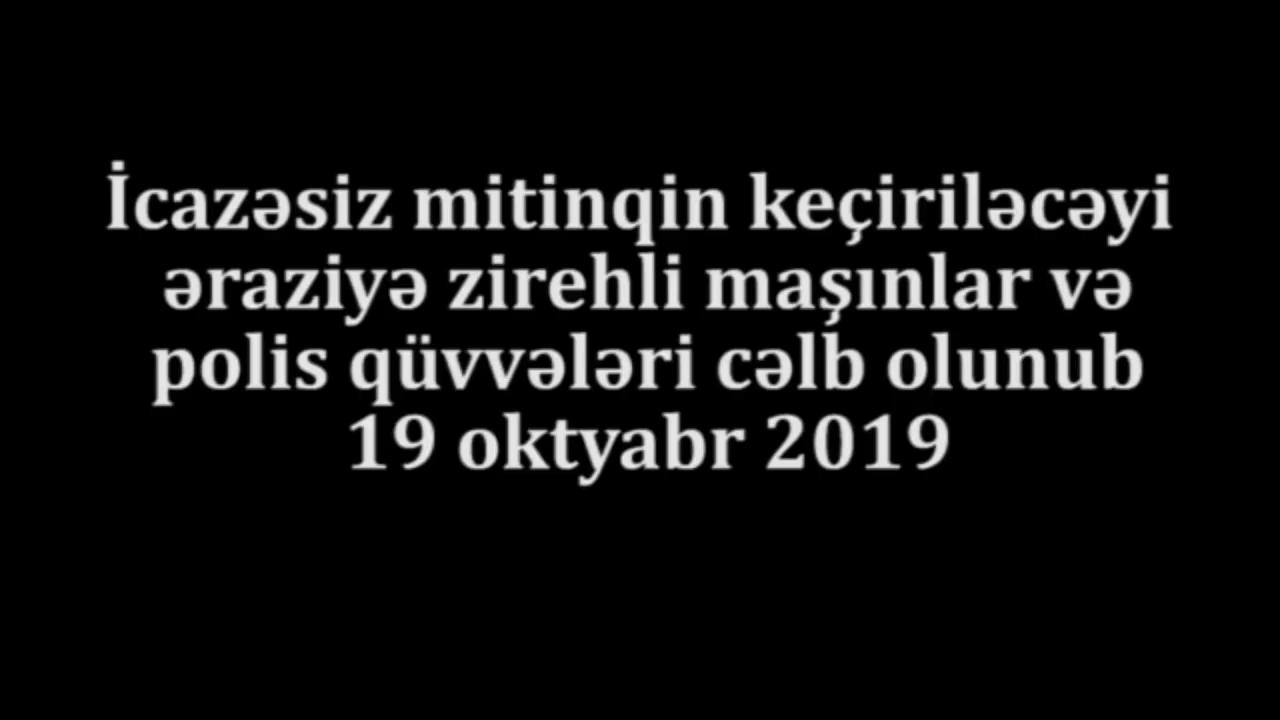 İcazəsiz mitinqin keçiriləcəyi
əraziyə zirehli maşınlar və
polis qüvvələri cəlb olunub
19 oktyabr 2019